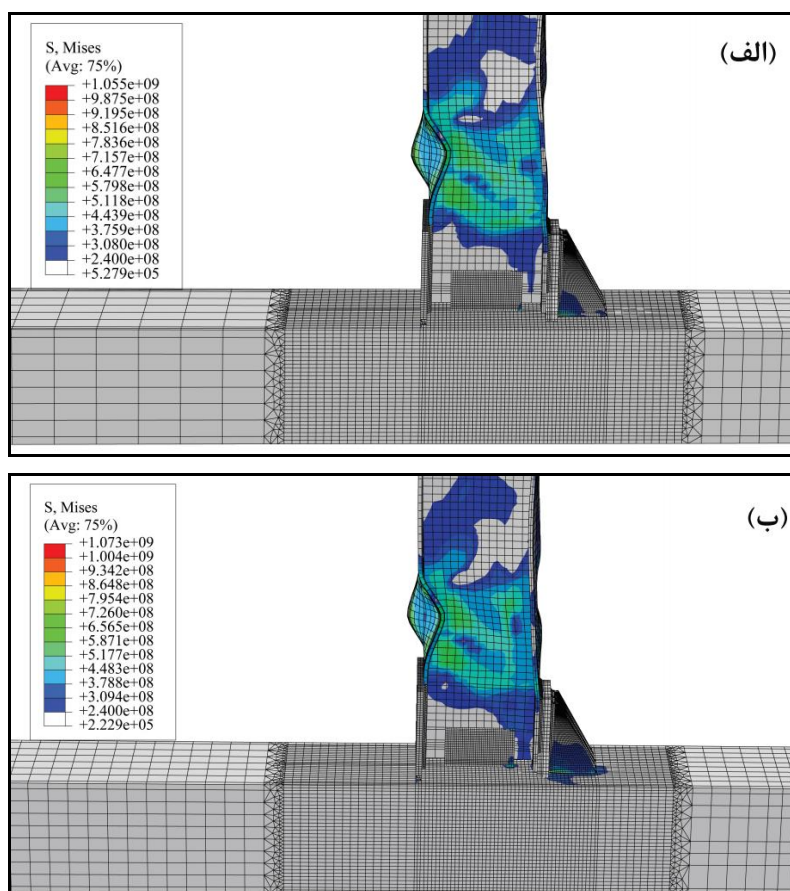 (الف)
S, Mises
(Avg: 75%)
+1.055e+09
+9.875e+08
+9.195e+08
+8.516e+08
+7.836e+08
+7.157e+08
+6.477e+08
+5.798e+08
+5.118e+08
+4.439e+08
+3.759e+08
+3.080e+08
+2.400e+08
+5.279e+05
(ب)
S, Mises
(Avg: 75%)
+1.073e+09
+1.004e+09
+9.342e+08
+8.648e+08
+7.954e+08
+7.260e+08
+6.565e+08
+5.871e+08
+5.177e+08
+4.483e+08
+3.788e+08
+3.094e+08
+2.400e+08
+2.229e+05